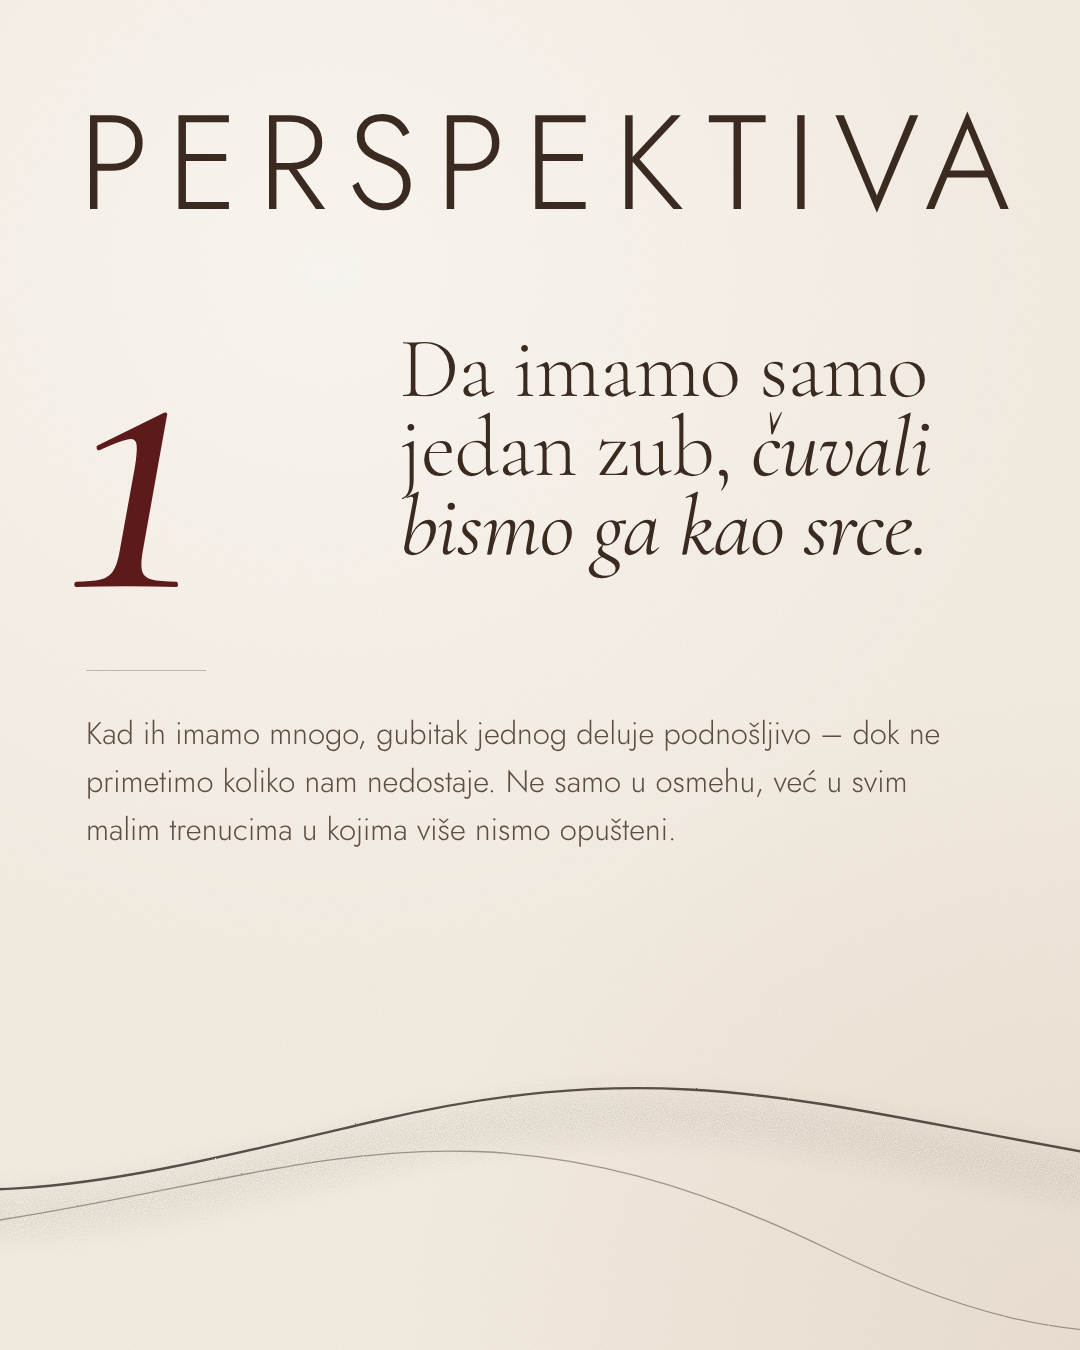 PERSPEKTIVA
1
Da imamo samo
jedan zub, čuvali
bismo ga kao srce.
Kad ih imamo mnogo, gubitak jednog deluje podnošljivo – dok ne
primetimo koliko nam nedostaje. Ne samo u osmehu, već u svim
malim trenucima u kojima više nismo opušteni.